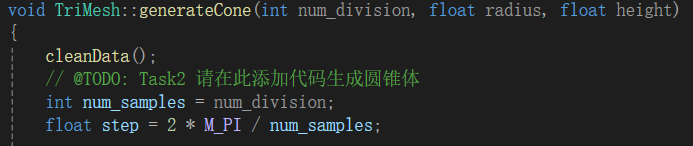 void TriMesh::generateCone(int num_division, float radius, float height)
{
cleanData();
// @TODO: Task2 请在此添加代码生成圆锥体
int num_samples = num_division;
float step = 2 * M_PI / num_samples;